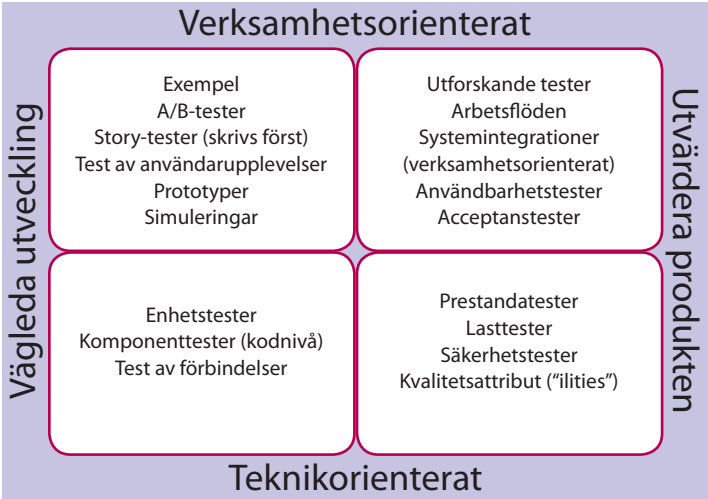 Verksamhetsorienterat
Vägleda utveckling
Exempel
A/B-tester
Story-tester (skrivs först)
Test av användarupplevelser
Prototyper
Simuleringar
Utforskande tester
Arbetsflöden
Systemintegrationer
(verksamhetsorienterat)
Användbarhetstester
Acceptanstester
Utvärdera produkten
Enhetstester
Komponenttester (kodnivå)
Test av förbindelser
Prestandatester
Lasttester
Säkerhetstester
Kvalitetsattribut (“ilities”)
Teknikorienterat